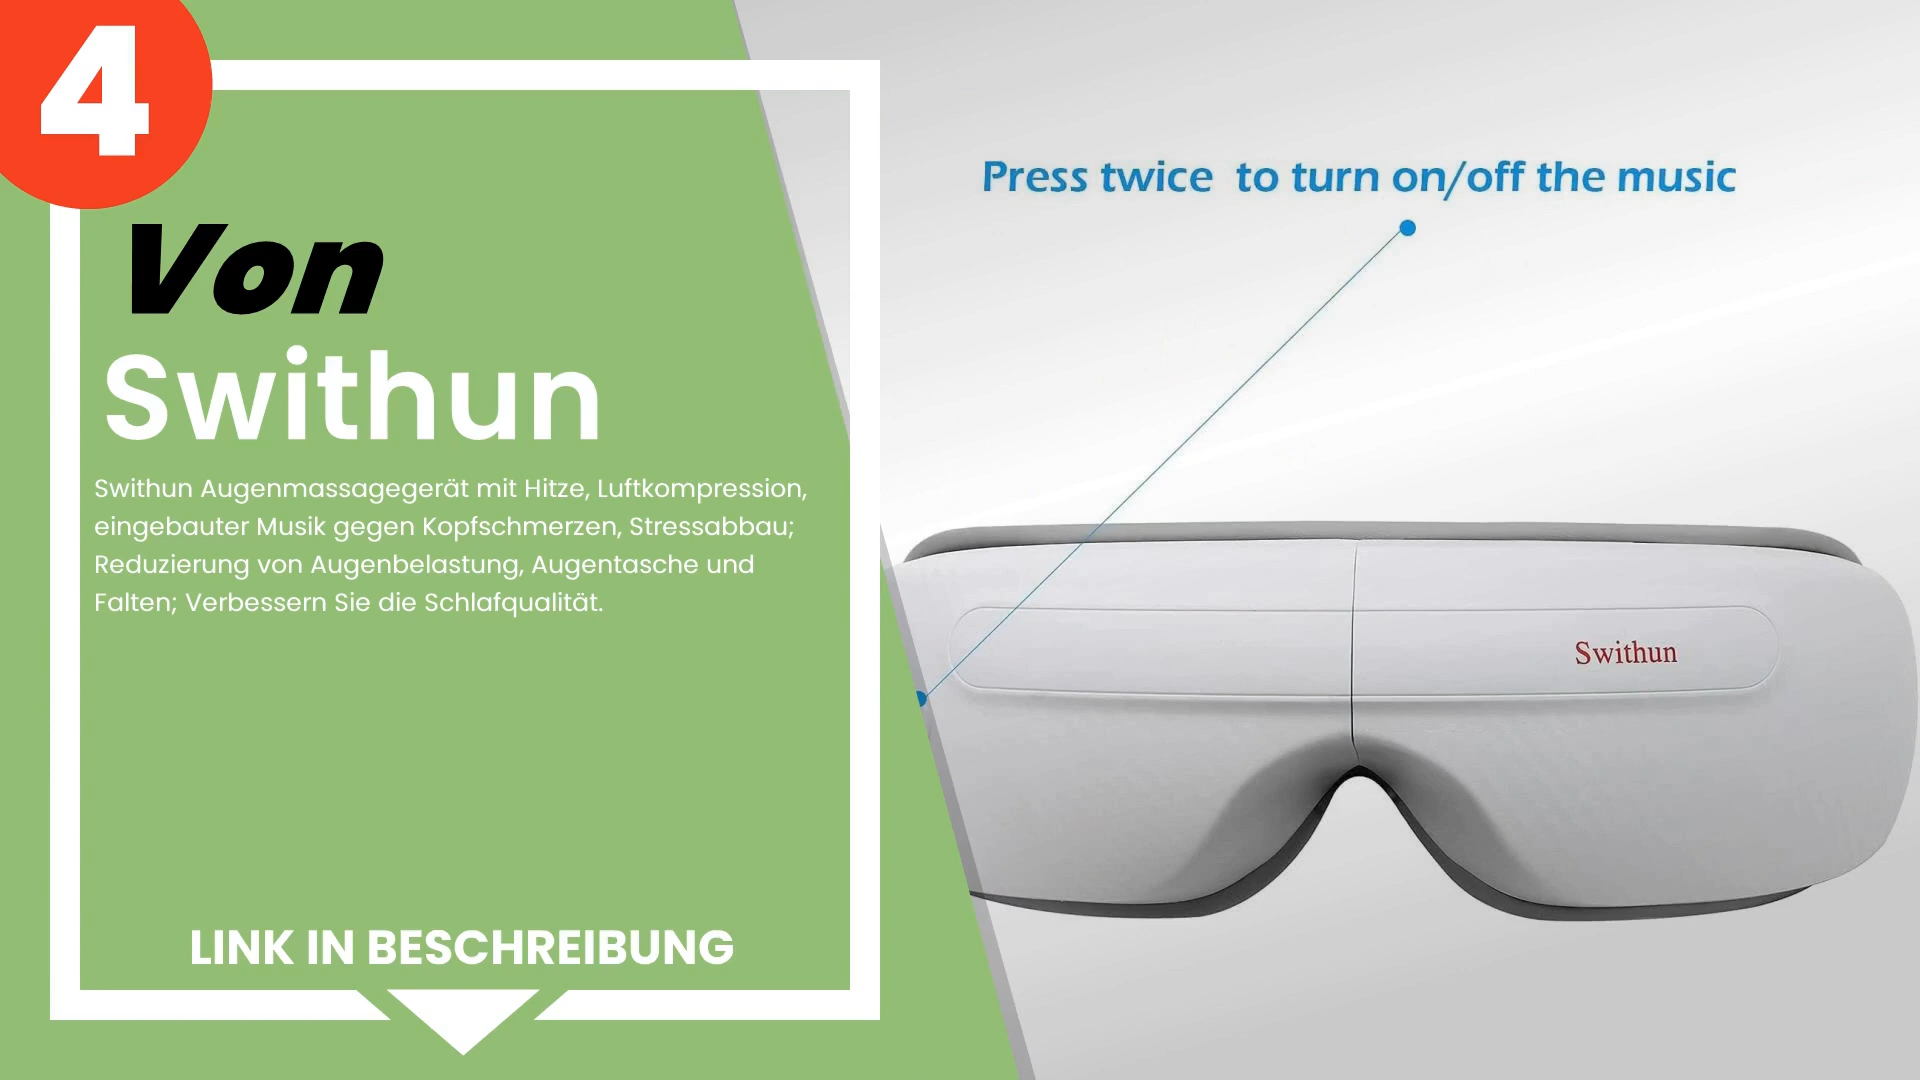 4
Von
Swithun
Swithun Augenmassagegerät mit Hitze, Luftkompression,
eingebauter Musik gegen Kopfschmerzen, Stressabbau;
Reduzierung von Augenbelastung, Augentasche und
Falten; Verbessern Sie die Schlafqualität.
LINK IN BESCHREIBUNG
Press twice to turn on/off the music
Swithun